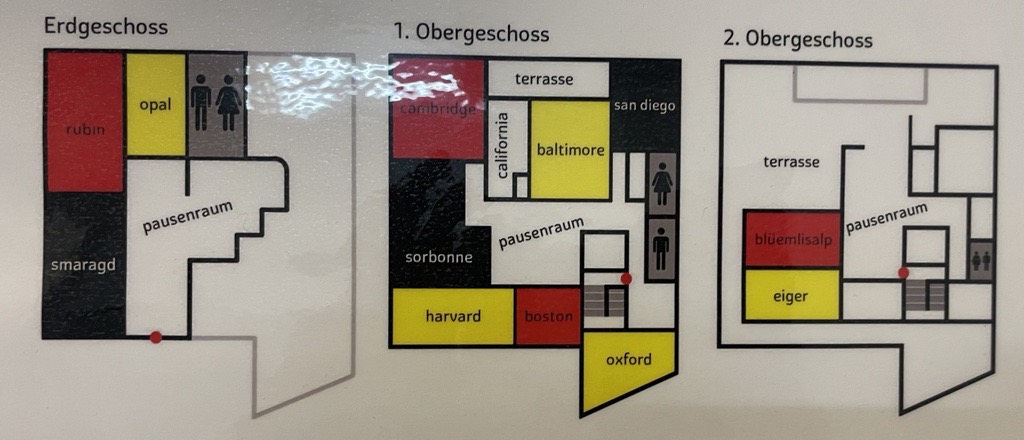 Erdgeschoss
rubin
opal
pausenraum
smaragd
1. Obergeschoss
terrasse
cambridge
san diego
california
baltimore
pausenraum
sorbonne
harvard
boston
oxford
2. Obergeschoss
terrasse
pausenraum
blüemlisalp
eiger